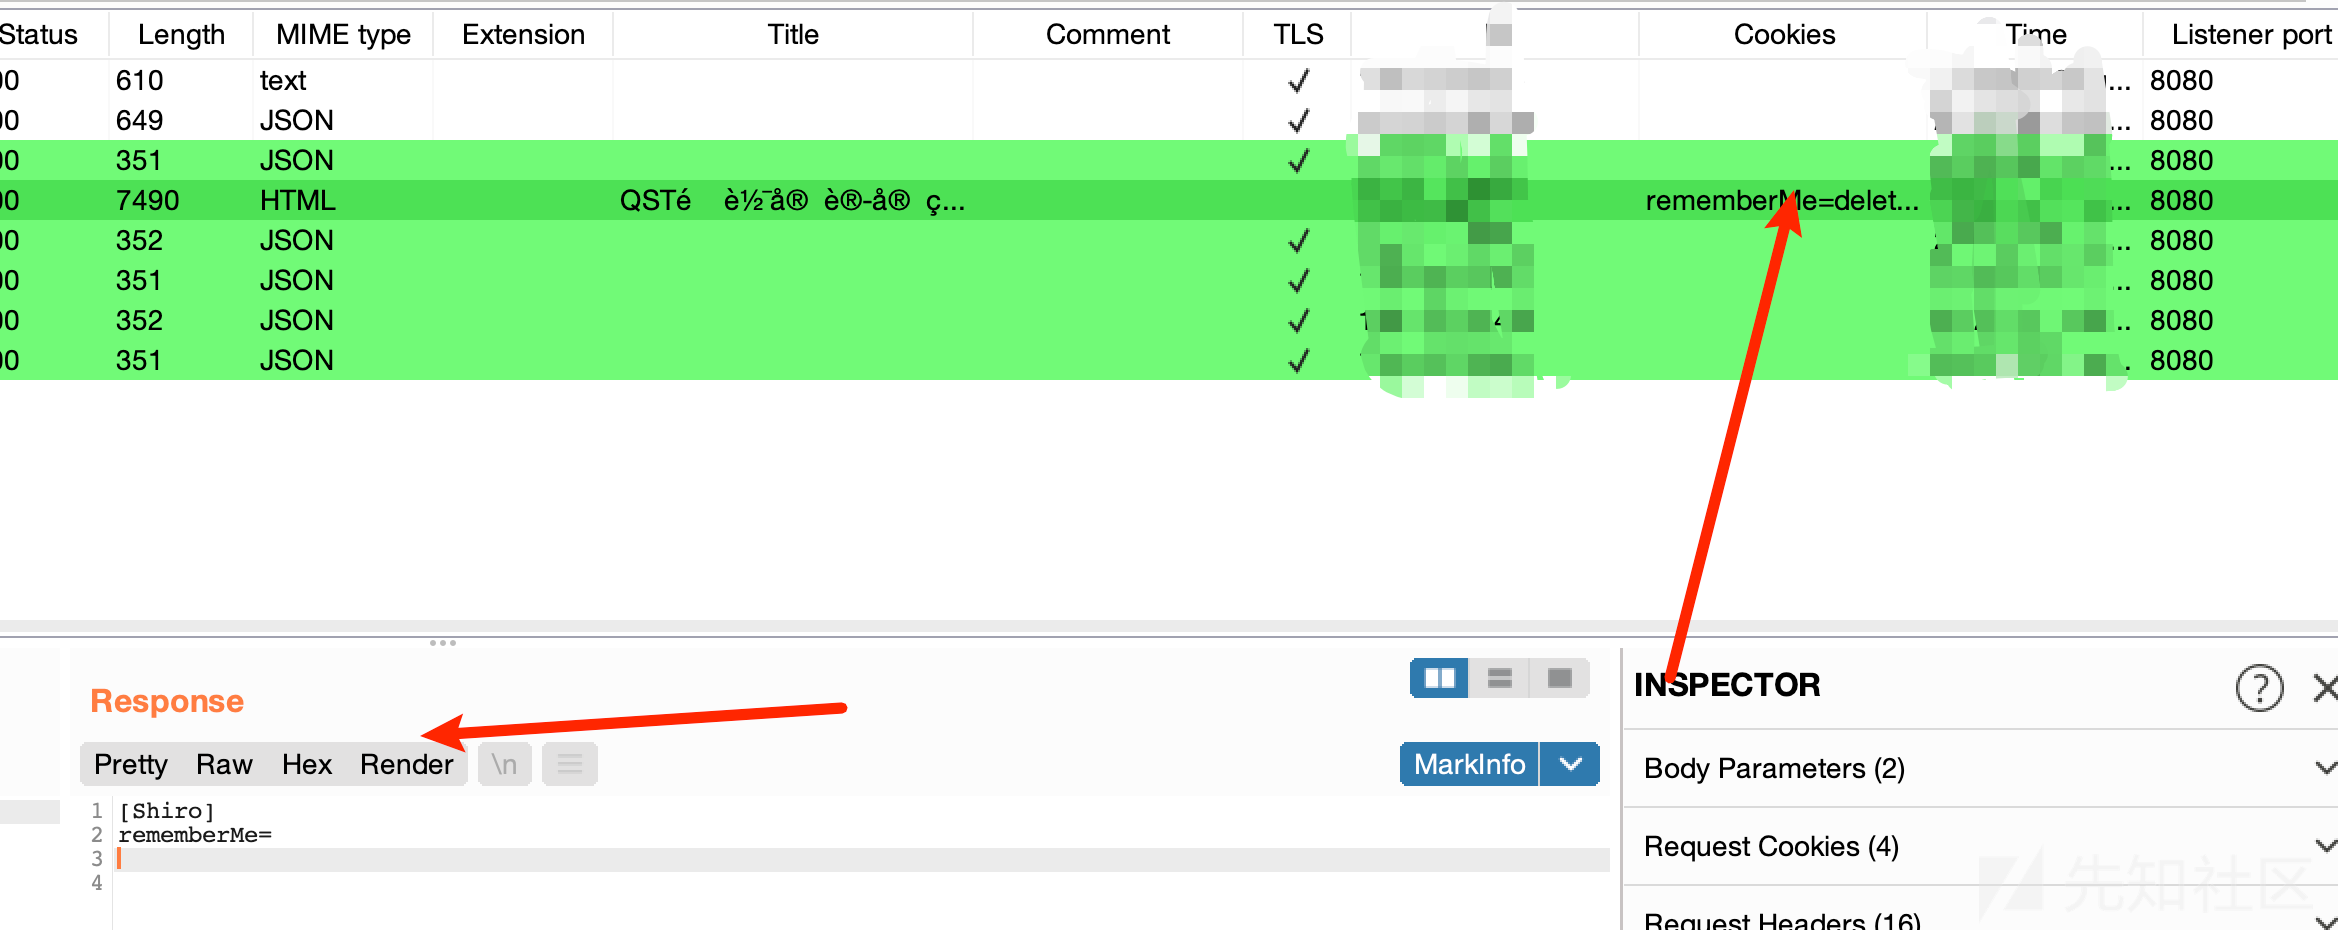 Status Length MIME type Extension Title Comment TLS Cookies Time Listener port
00 610 text ✓ ... 8080
00 649 JSON ✓ ... 8080
00 351 JSON ✓ ... 8080
00 7490 HTML QSTé è½¯å® è®-å® ç... rememberMe=delet... ... 8080
00 352 JSON ✓ ... 8080
00 351 JSON ✓ ... 8080
00 352 JSON ✓ .. 8080
00 351 JSON ✓ . 8080
Response
Pretty Raw Hex Render \n
MarkInfo
1 [Shiro]
2 rememberMe=
3
4
INSPECTOR
Body Parameters (2)
Request Cookies (4)
Request Headers (16)
先知社区